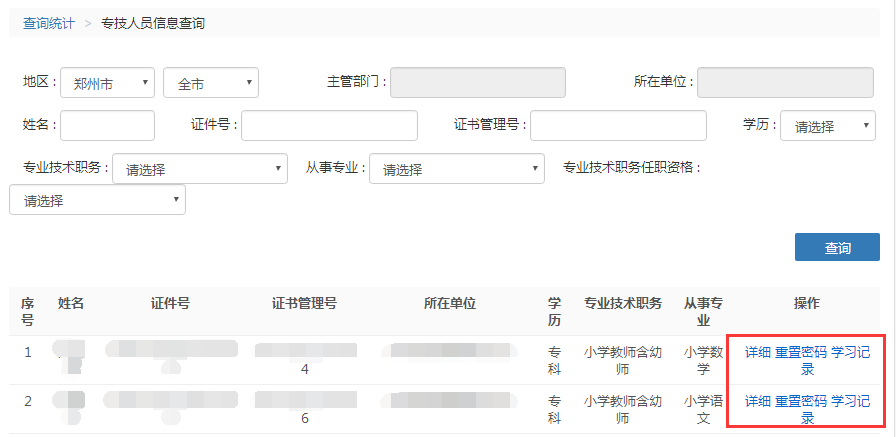 查询统计 > 专技人员信息查询
地区 : 郑州市 全市 主管部门 : 所在单位 :
姓名 : 证件号 : 证书管理号 : 学历 : 请选择
专业技术职务 : 请选择 从事专业 : 请选择 专业技术职务任职资格 :
请选择
查询
序号 姓名 证件号 证书管理号 所在单位 学历 专业技术职务 从事专业 操作
1 4 专科 小学教师含幼师 小学数学 详细 重置密码 学习记录
2 6 专科 小学教师含幼师 小学语文 详细 重置密码 学习记录